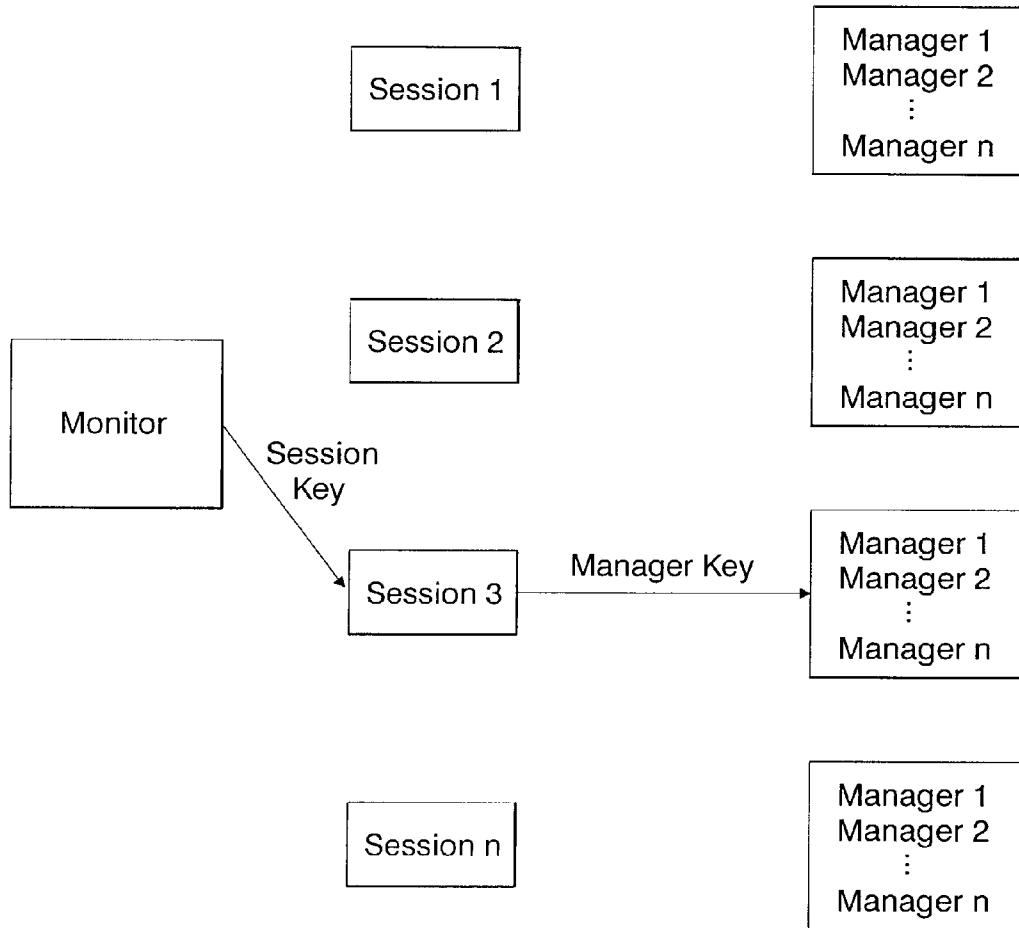 Session 1
Manager 1
Manager 2
⋮
Manager n
Session 2
Manager 1
Manager 2
⋮
Manager n
Monitor
Session
Key
Session 3
Manager Key
Manager 1
Manager 2
⋮
Manager n
Session n
Manager 1
Manager 2
⋮
Manager n